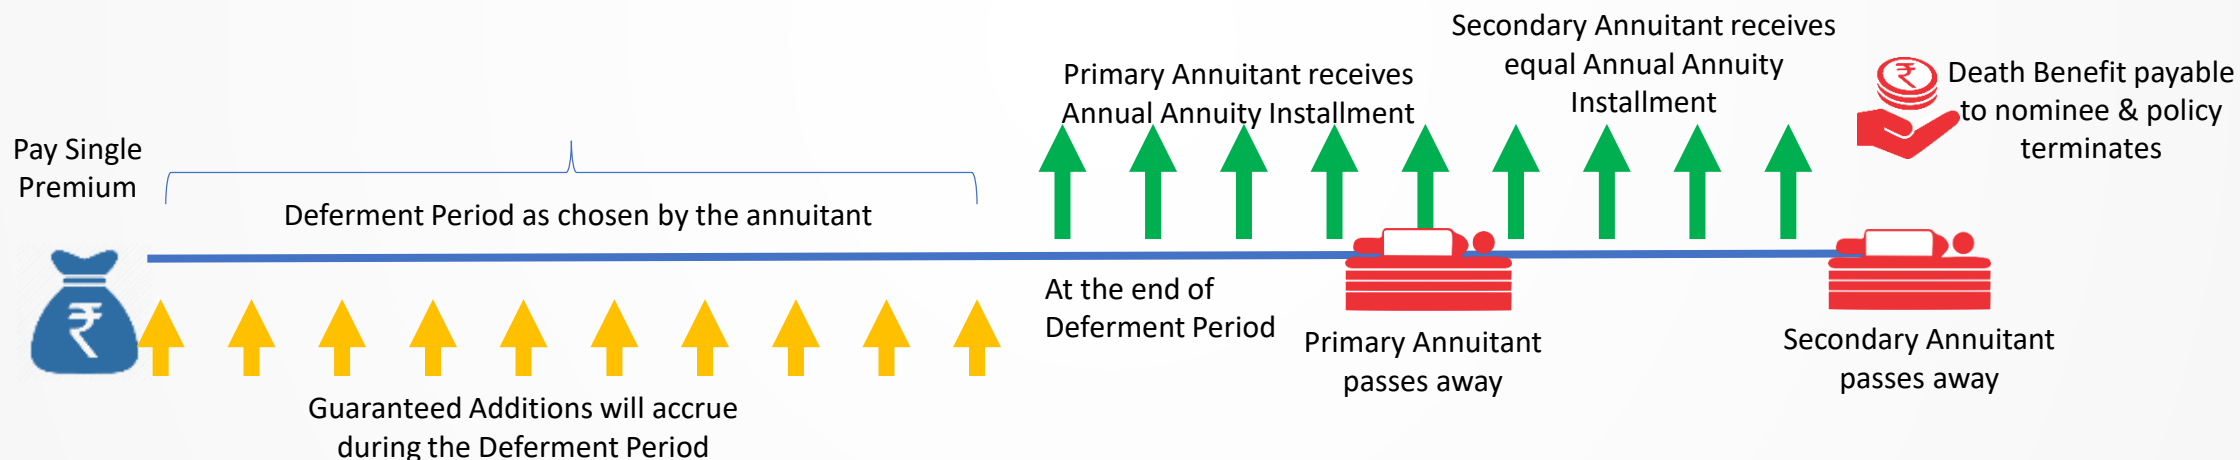 Pay Single
Premium
Deferment Period as chosen by the annuitant
₹
Guaranteed Additions will accrue
during the Deferment Period
Primary Annuitant receives
Annual Annuity Installment
At the end of
Deferment Period
Primary Annuitant
passes away
Secondary Annuitant receives
equal Annual Annuity
Installment
Secondary Annuitant
passes away
₹
Death Benefit payable
to nominee & policy
terminates